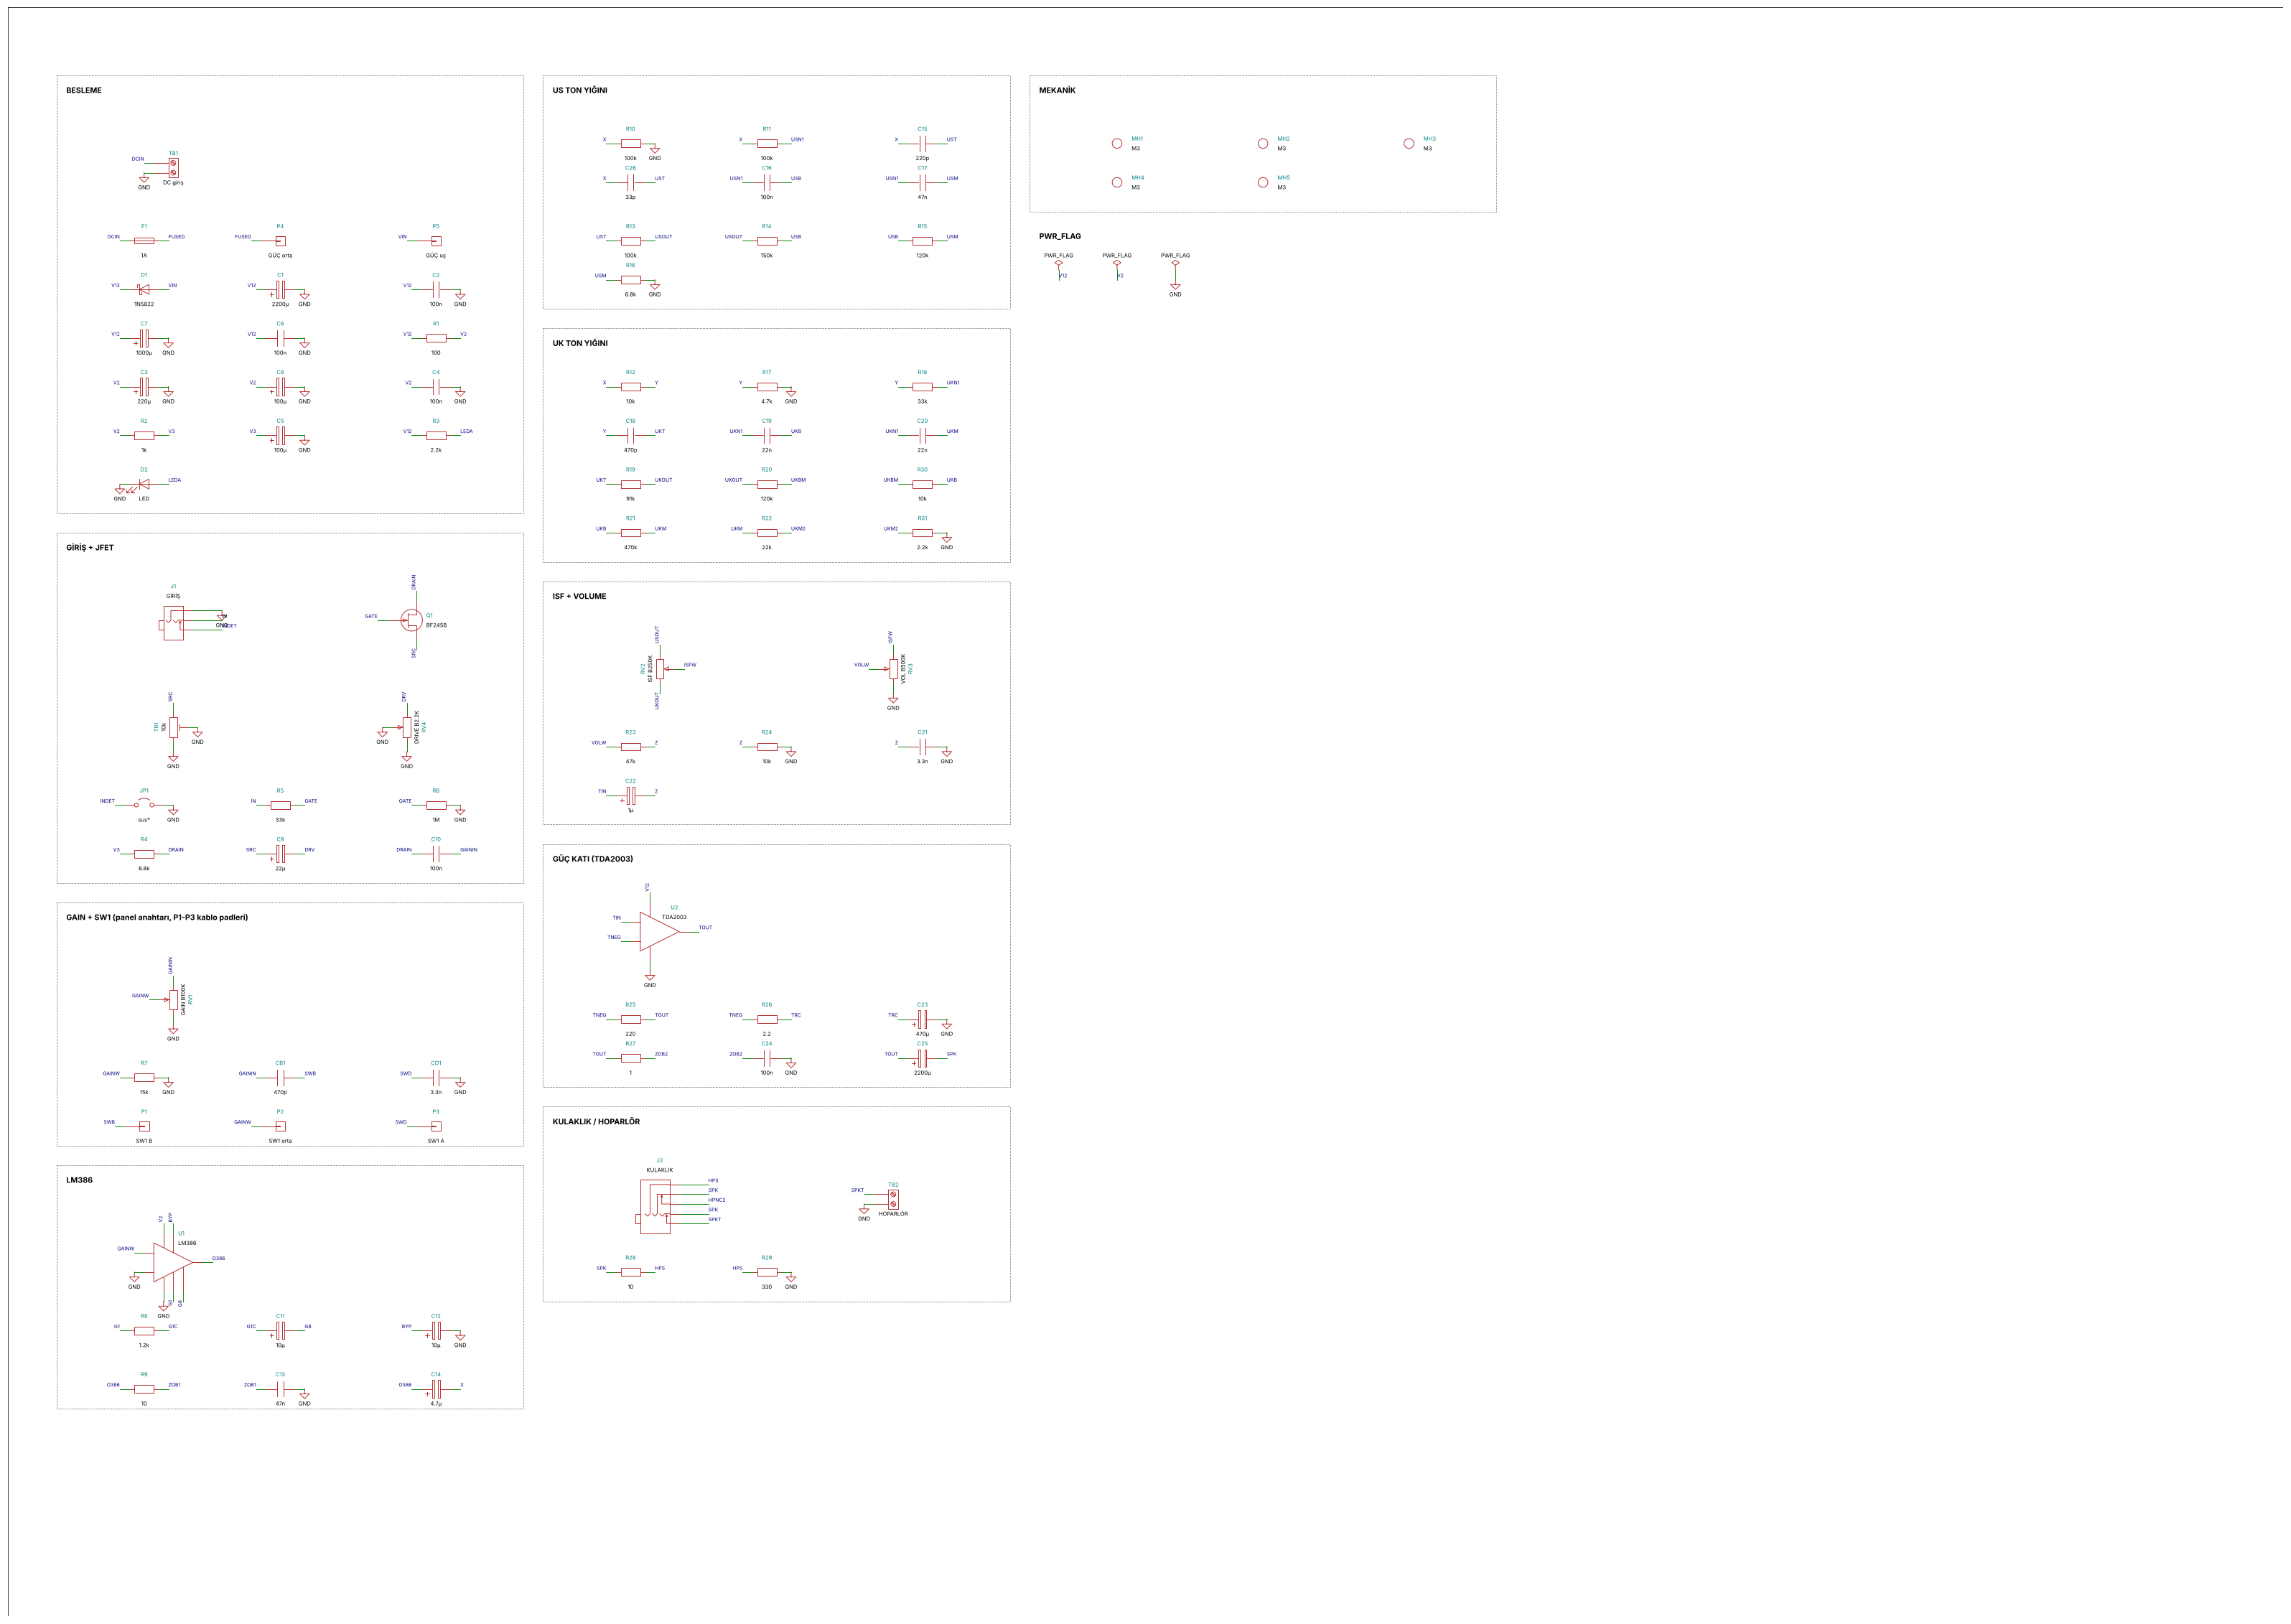 BESLEME
TB1
DCIN
GND
DC giriş
F1
DCIN
FUSED
1A
P4
FUSED
GÜÇ orta
P5
VIN
GÜÇ uç
D1
V12
VIN
1N5822
C1
V12
+
2200µ
GND
C2
V12
100n
GND
C7
V12
+
1000µ
GND
C6
V12
100n
GND
R1
V12
V2
100
C3
V2
+
220µ
GND
C8
V2
+
100µ
GND
C4
V2
100n
GND
R2
V2
V3
1k
C5
V3
+
100µ
GND
R3
V12
LEDA
2.2k
D2
LEDA
GND
LED
GİRİŞ + JFET
J1
GİRİŞ
GND
INDET
DRAIN
GATE
Q1
BF245B
SRC
SRC
TR1
10k
GND
GND
DRV
DRIVE B2.2K
RV4
GND
GND
JP1
INDET
sus*
GND
R5
IN
GATE
33k
R6
GATE
1M
GND
R4
V3
DRAIN
6.8k
C9
SRC
DRV
+
22µ
C10
DRAIN
GAININ
100n
GAIN + SW1 (panel anahtarı, P1-P3 kablo padleri)
GAININ
GAINW
GAIN B100K
RV1
GND
R7
GAINW
15k
GND
CB1
GAININ
SWB
470p
CD1
SWD
3.3n
GND
P1
SWB
SW1 B
P2
GAINW
SW1 orta
P3
SWD
SW1 A
LM386
V2
BYP
U1
LM386
GAINW
O386
GND
GND
G1
G8
R8
G1
G1C
1.2k
C11
G1C
G8
+
10µ
C12
BYP
+
10µ
GND
R9
O386
ZOB1
10
C13
ZOB1
47n
GND
C14
O386
X
+
4.7µ
US TON YIĞINI
R10
X
100k
GND
R11
X
USN1
100k
C15
X
UST
220p
C26
X
UST
33p
C16
USN1
USB
100n
C17
USN1
USM
47n
R13
UST
USOUT
100k
R14
USOUT
USB
150k
R15
USB
USM
120k
R16
USM
6.8k
GND
UK TON YIĞINI
R12
X
Y
10k
R17
Y
4.7k
GND
R18
Y
UKN1
33k
C18
Y
UKT
470p
C19
UKN1
UKB
22n
C20
UKN1
UKM
22n
R19
UKT
UKOUT
91k
R20
UKOUT
UKBM
120k
R30
UKBM
UKB
10k
R21
UKB
UKM
470k
R22
UKM
UKM2
22k
R31
UKM2
2.2k
GND
ISF + VOLUME
USOUT
RV2
ISF B250K
ISFW
UKOUT
ISFW
VOLW
VOL B500K
RV3
GND
R23
VOLW
Z
47k
R24
Z
10k
GND
C21
Z
3.3n
GND
C22
TIN
Z
+
1µ
GÜÇ KATI (TDA2003)
V12
U2
TDA2003
TIN
TNEG
TOUT
GND
R25
TNEG
TOUT
220
R26
TNEG
TRC
2.2
C23
TRC
+
470µ
GND
R27
TOUT
ZOB2
1
C24
ZOB2
100n
GND
C25
TOUT
SPK
+
2200µ
KULAKLIK / HOPARLÖR
J2
KULAKLIK
HPS
SPK
HPNC2
SPK
SPKT
TB2
SPKT
GND
HOPARLÖR
R28
SPK
HPS
10
R29
HPS
330
GND
MEKANİK
MH1
M3
MH2
M3
MH3
M3
MH4
M3
MH5
M3
PWR_FLAG
PWR_FLAG
V12
PWR_FLAG
V2
PWR_FLAG
GND